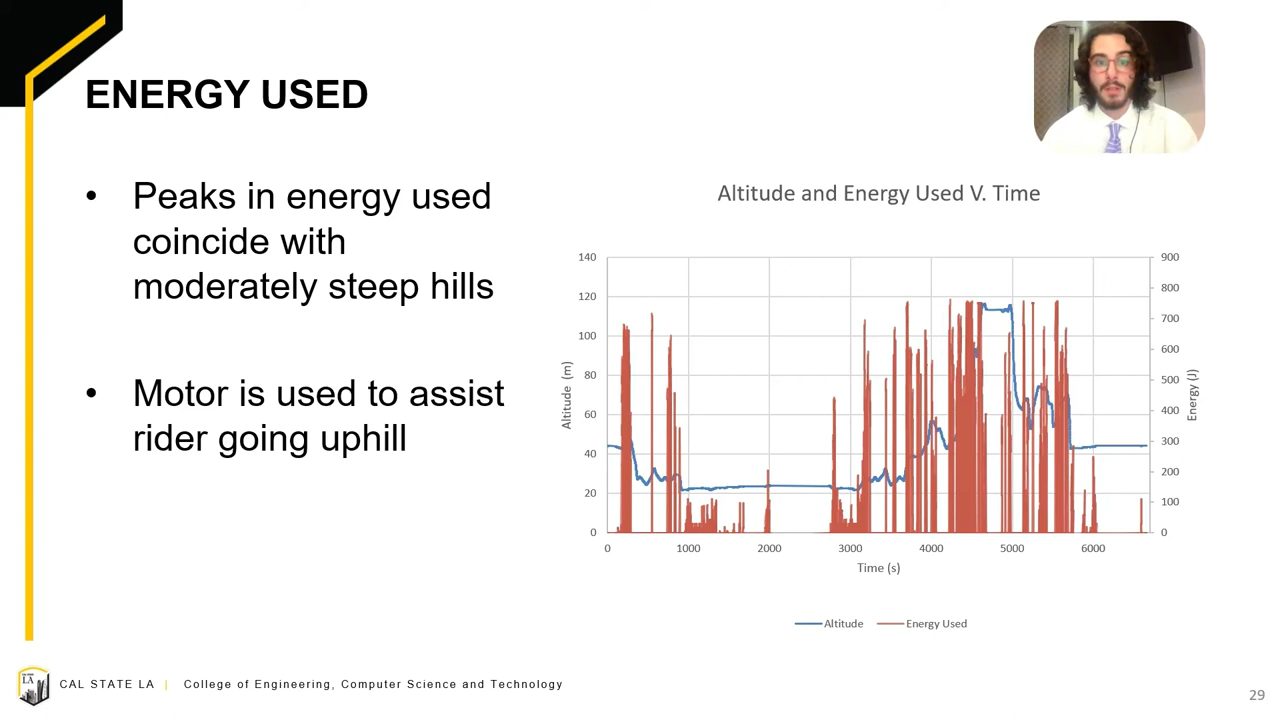 ENERGY USED
• Peaks in energy used
coincide with
moderately steep hills
• Motor is used to assist
rider going uphill
Altitude and Energy Used V. Time
140
120
100
80
60
40
20
0
Altitude (m)
900
800
700
600
500
400
300
200
100
0
Energy (J)
0 1000 2000 3000 4000 5000 6000
Time (s)
Altitude Energy Used
LA
CAL STATE LA | College of Engineering, Computer Science and Technology
29